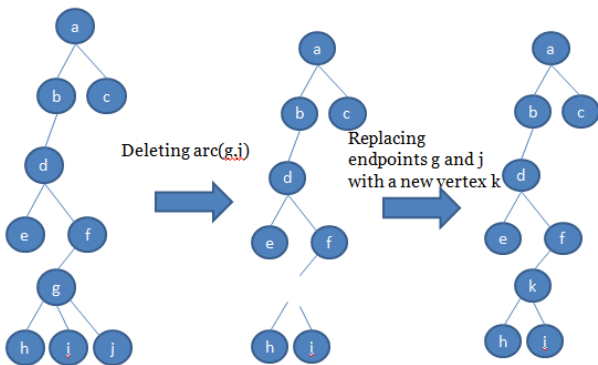 a
b
c
d
e
f
g
h
i
j
Deleting arc(g,j)
a
b
c
d
e
f
h
i
Replacing
endpoints g and j
with a new vertex k
a
b
c
d
e
f
k
h
i